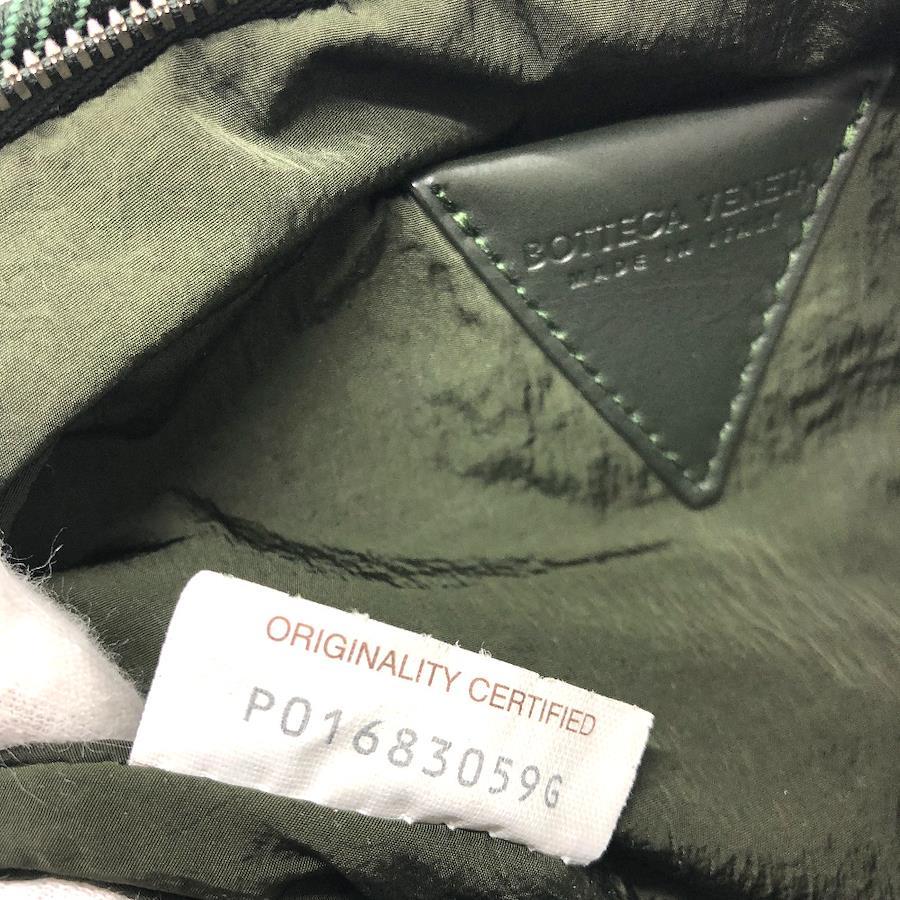 BOTTEGA VENETA
MADE IN ITALY
ORIGINALITY CERTIFIED
P01683059G